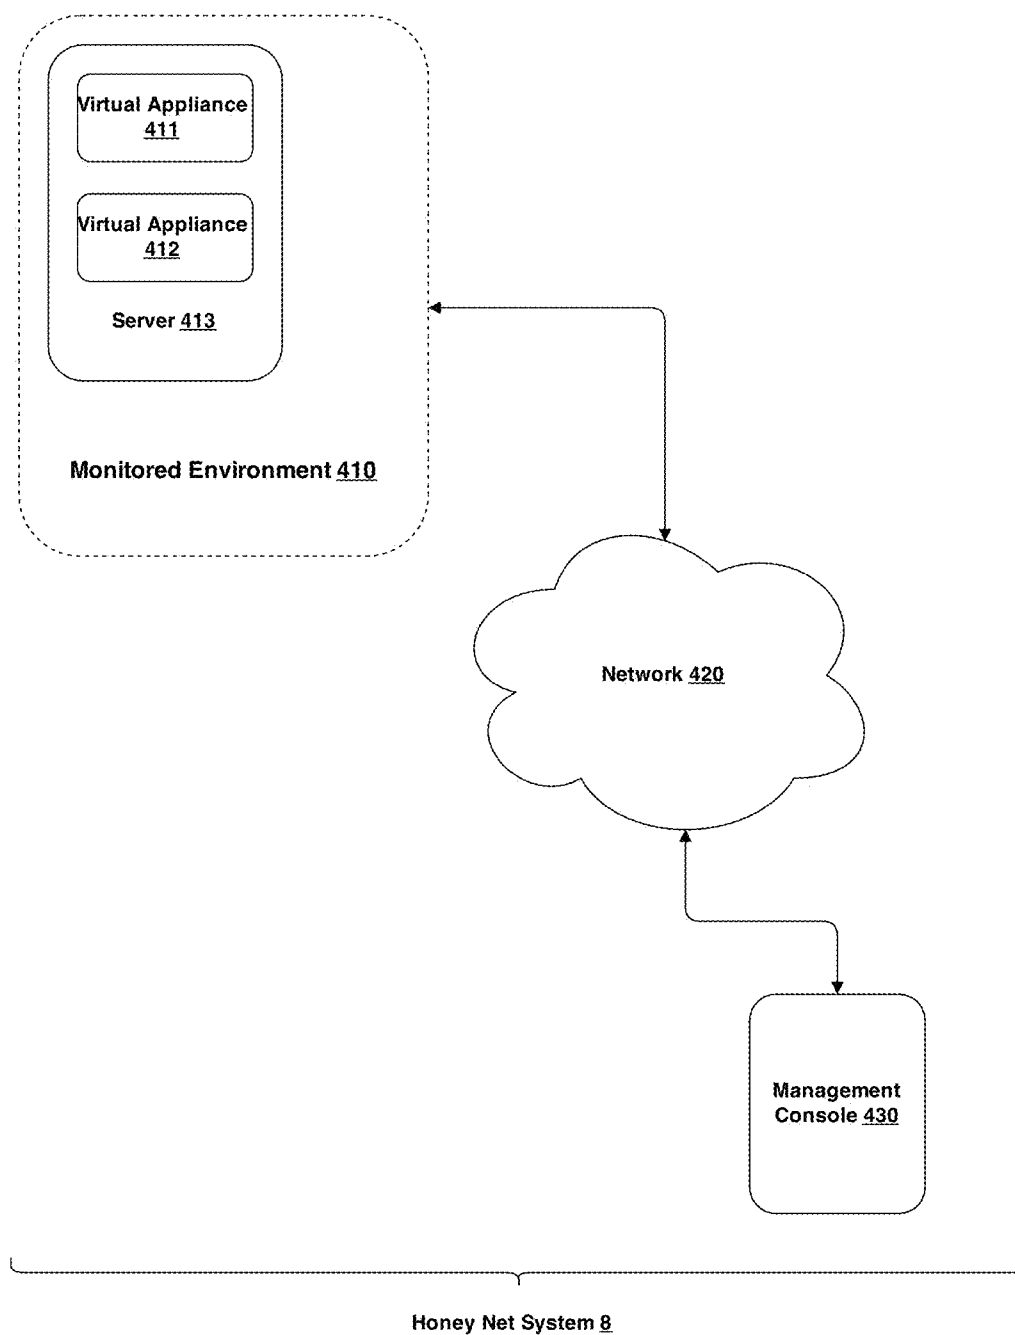 Virtual Appliance
411
Virtual Appliance
412
Server 413
Monitored Environment 410
Network 420
Management
Console 430
Honey Net System 8